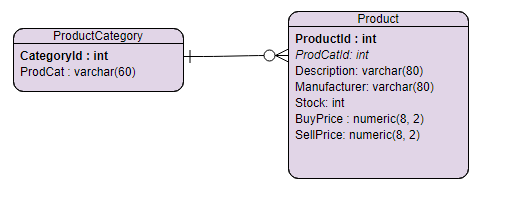 ProductCategory
CategoryId : int
ProdCat : varchar(60)
Product
ProductId : int
ProdCatId: int
Description: varchar(80)
Manufacturer: varchar(80)
Stock: int
BuyPrice : numeric(8, 2)
SellPrice: numeric(8, 2)